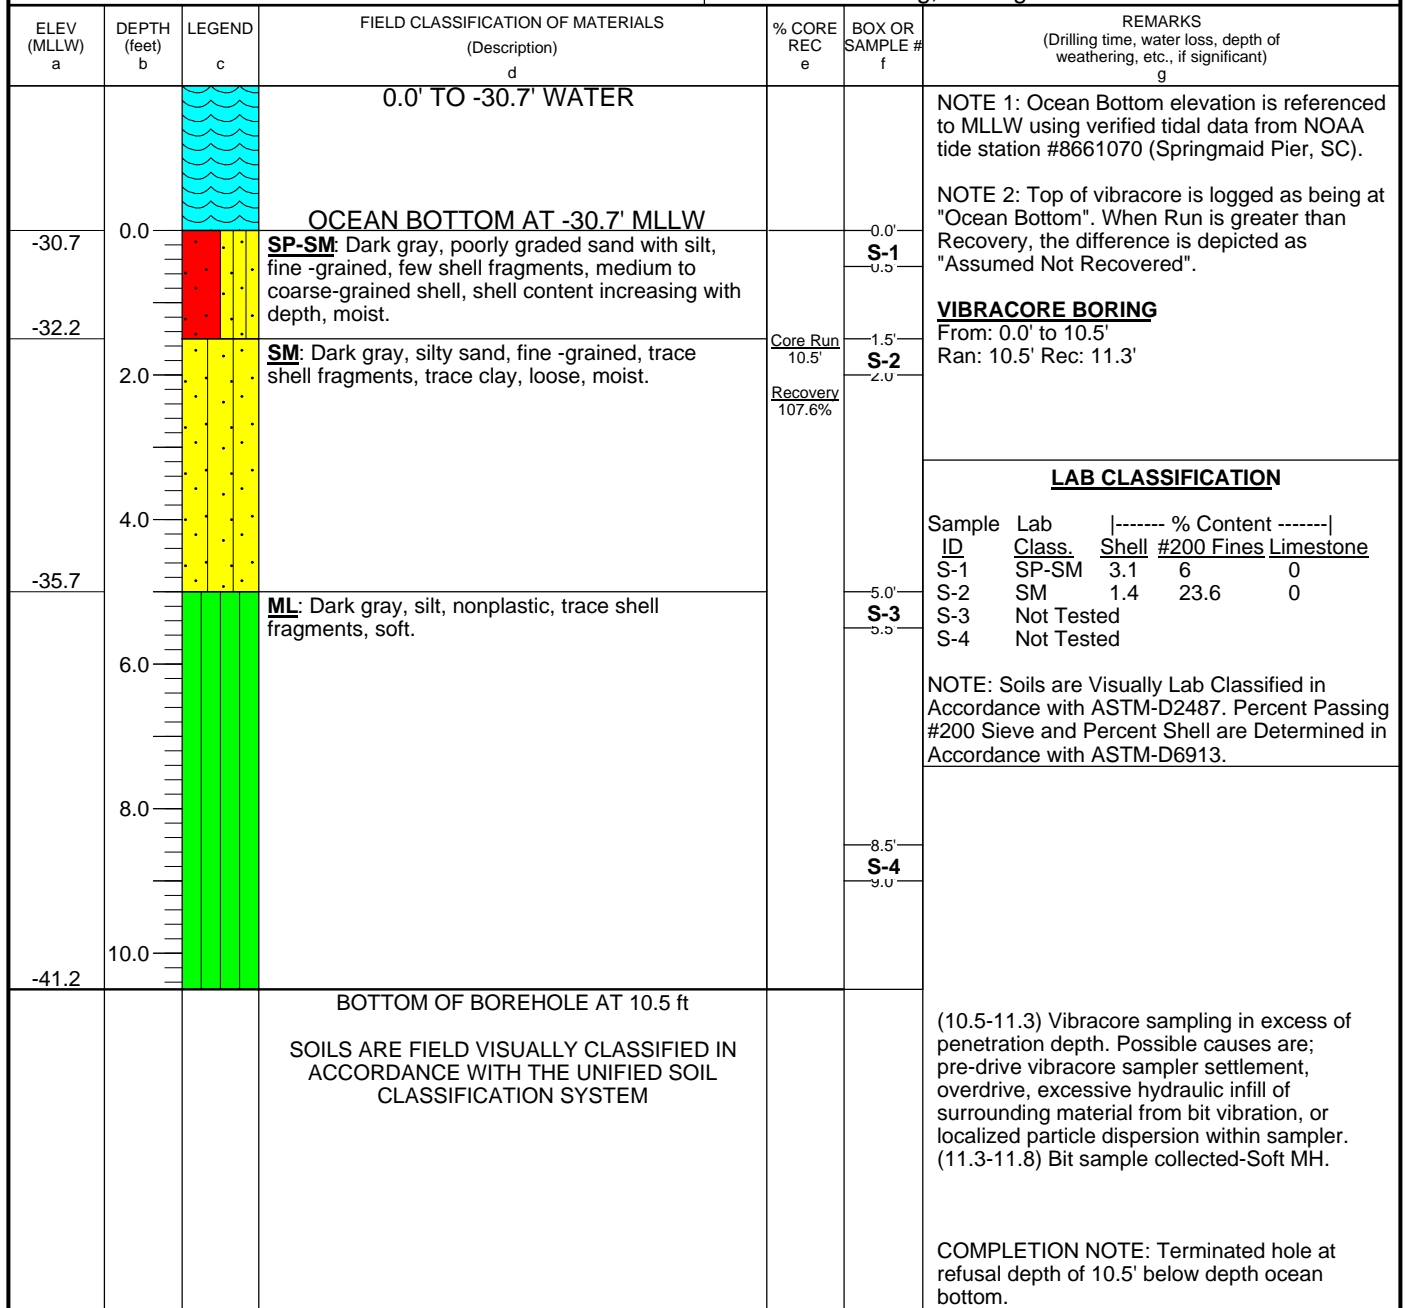 ELEV
(MLLW)
a
DEPTH
(feet)
b
LEGEND
c
FIELD CLASSIFICATION OF MATERIALS
(Description)
d
% CORE
REC
e
BOX OR
SAMPLE #
f
REMARKS
(Drilling time, water loss, depth of
weathering, etc., if significant)
g
0.0' TO -30.7' WATER
OCEAN BOTTOM AT -30.7' MLLW
0.0
-30.7
SP-SM: Dark gray, poorly graded sand with silt,
fine -grained, few shell fragments, medium to
coarse-grained shell, shell content increasing with
depth, moist.
-32.2
SM: Dark gray, silty sand, fine -grained, trace
shell fragments, trace clay, loose, moist.
2.0
4.0
-35.7
ML: Dark gray, silt, nonplastic, trace shell
fragments, soft.
6.0
8.0
10.0
-41.2
BOTTOM OF BOREHOLE AT 10.5 ft
SOILS ARE FIELD VISUALLY CLASSIFIED IN
ACCORDANCE WITH THE UNIFIED SOIL
CLASSIFICATION SYSTEM
Core Run
10.5'
Recovery
107.6%
0.0'
S-1
0.5'
1.5'
S-2
2.0'
5.0'
S-3
5.5'
8.5'
S-4
9.0'
NOTE 1: Ocean Bottom elevation is referenced
to MLLW using verified tidal data from NOAA
tide station #8661070 (Springmaid Pier, SC).
NOTE 2: Top of vibracore is logged as being at
"Ocean Bottom". When Run is greater than
Recovery, the difference is depicted as
"Assumed Not Recovered".
VIBRACORE BORING
From: 0.0' to 10.5'
Ran: 10.5' Rec: 11.3'
LAB CLASSIFICATION
Sample Lab |------- % Content -------|
ID Class. Shell #200 Fines Limestone
S-1 SP-SM 3.1 6 0
S-2 SM 1.4 23.6 0
S-3 Not Tested
S-4 Not Tested
NOTE: Soils are Visually Lab Classified in
Accordance with ASTM-D2487. Percent Passing
#200 Sieve and Percent Shell are Determined in
Accordance with ASTM-D6913.
(10.5-11.3) Vibracore sampling in excess of
penetration depth. Possible causes are;
pre-drive vibracore sampler settlement,
overdrive, excessive hydraulic infill of
surrounding material from bit vibration, or
localized particle dispersion within sampler.
(11.3-11.8) Bit sample collected-Soft MH.
COMPLETION NOTE: Terminated hole at
refusal depth of 10.5' below depth ocean
bottom.